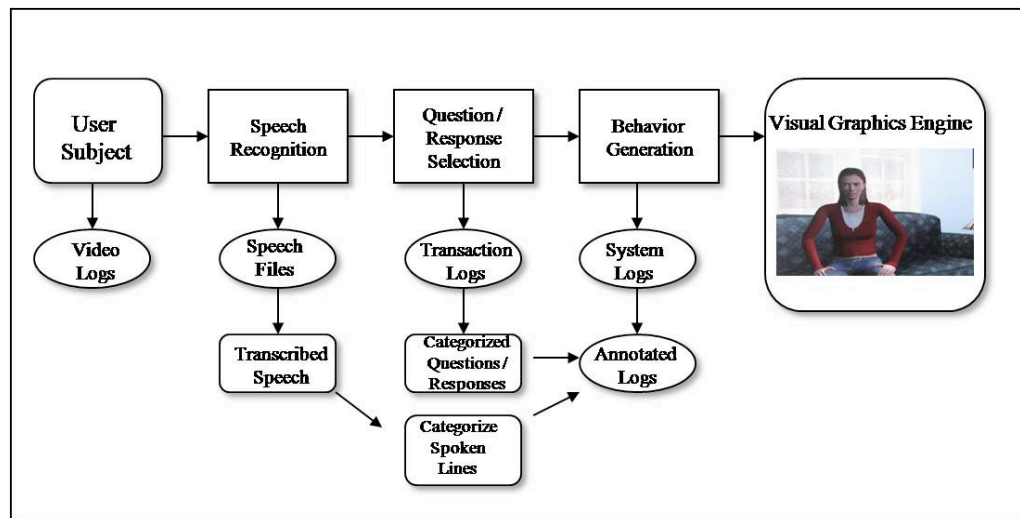 User
Subject
Speech
Recognition
Question /
Response
Selection
Behavior
Generation
Visual Graphics Engine
Video
Logs
Speech
Files
Transaction
Logs
System
Logs
Transcribed
Speech
Categorized
Questions /
Responses
Annotated
Logs
Categorize
Spoken
Lines